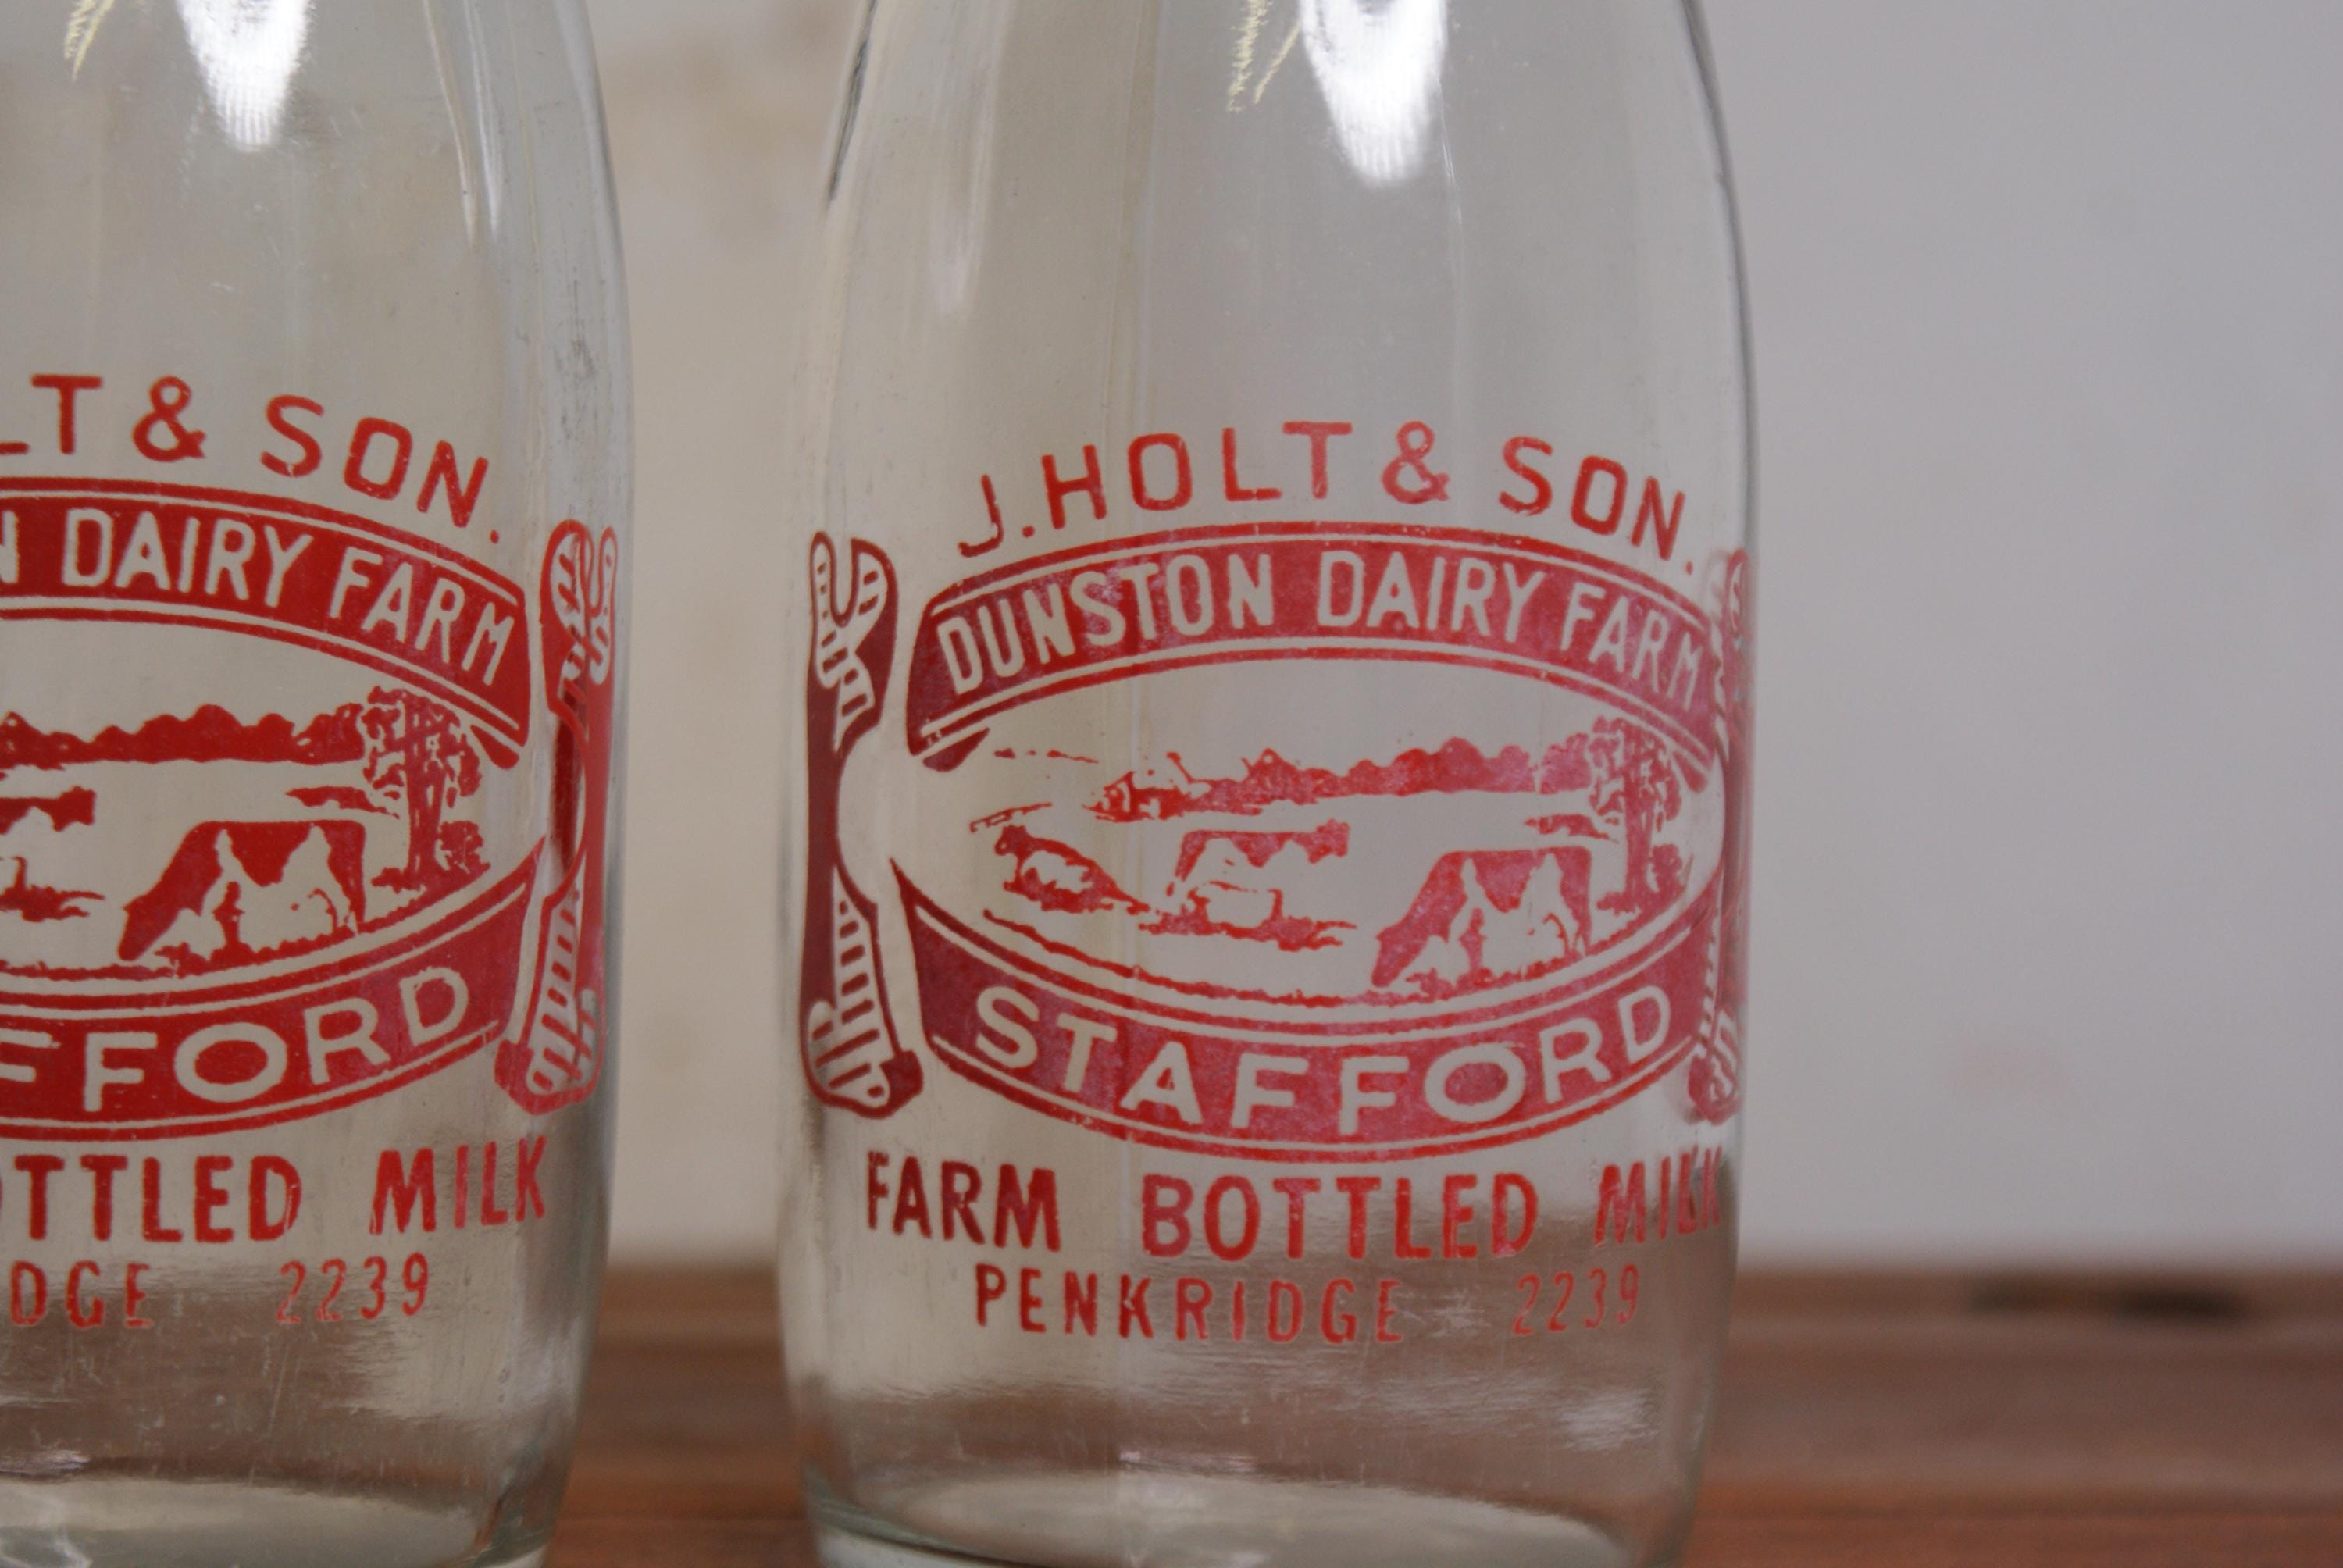 LT & SON.
N DAIRY FARM
FFORD
OTTLED MILK
DGE 2239
J. HOLT & SON.
DUNSTON DAIRY FARM
STAFFORD
FARM BOTTLED MILK
PENKRIDGE 2239